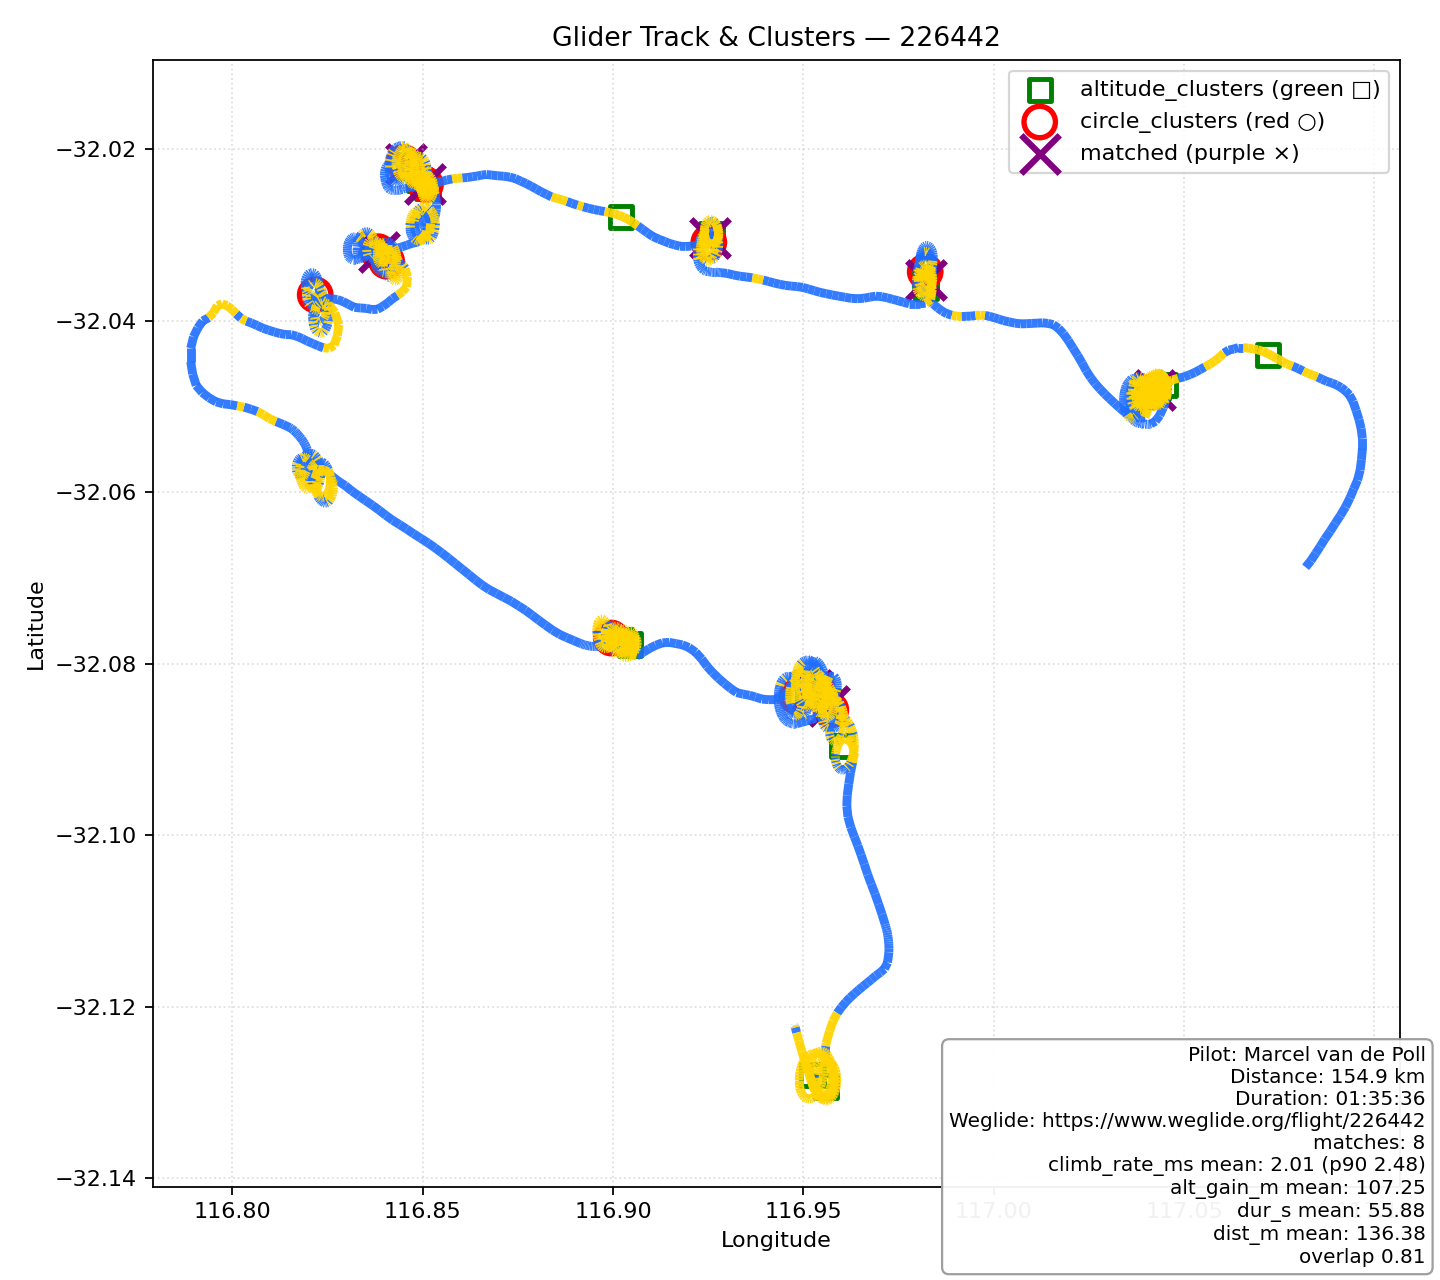 Glider Track & Clusters — 226442
altitude_clusters (green □)
circle_clusters (red ○)
matched (purple ×)
−32.02
−32.04
−32.06
−32.08
−32.10
−32.12
−32.14
Latitude
116.80
116.85
116.90
116.95
117.00
117.05
Longitude
Pilot: Marcel van de Poll
Distance: 154.9 km
Duration: 01:35:36
Weglide: https://www.weglide.org/flight/226442
matches: 8
climb_rate_ms mean: 2.01 (p90 2.48)
alt_gain_m mean: 107.25
dur_s mean: 55.88
dist_m mean: 136.38
overlap 0.81